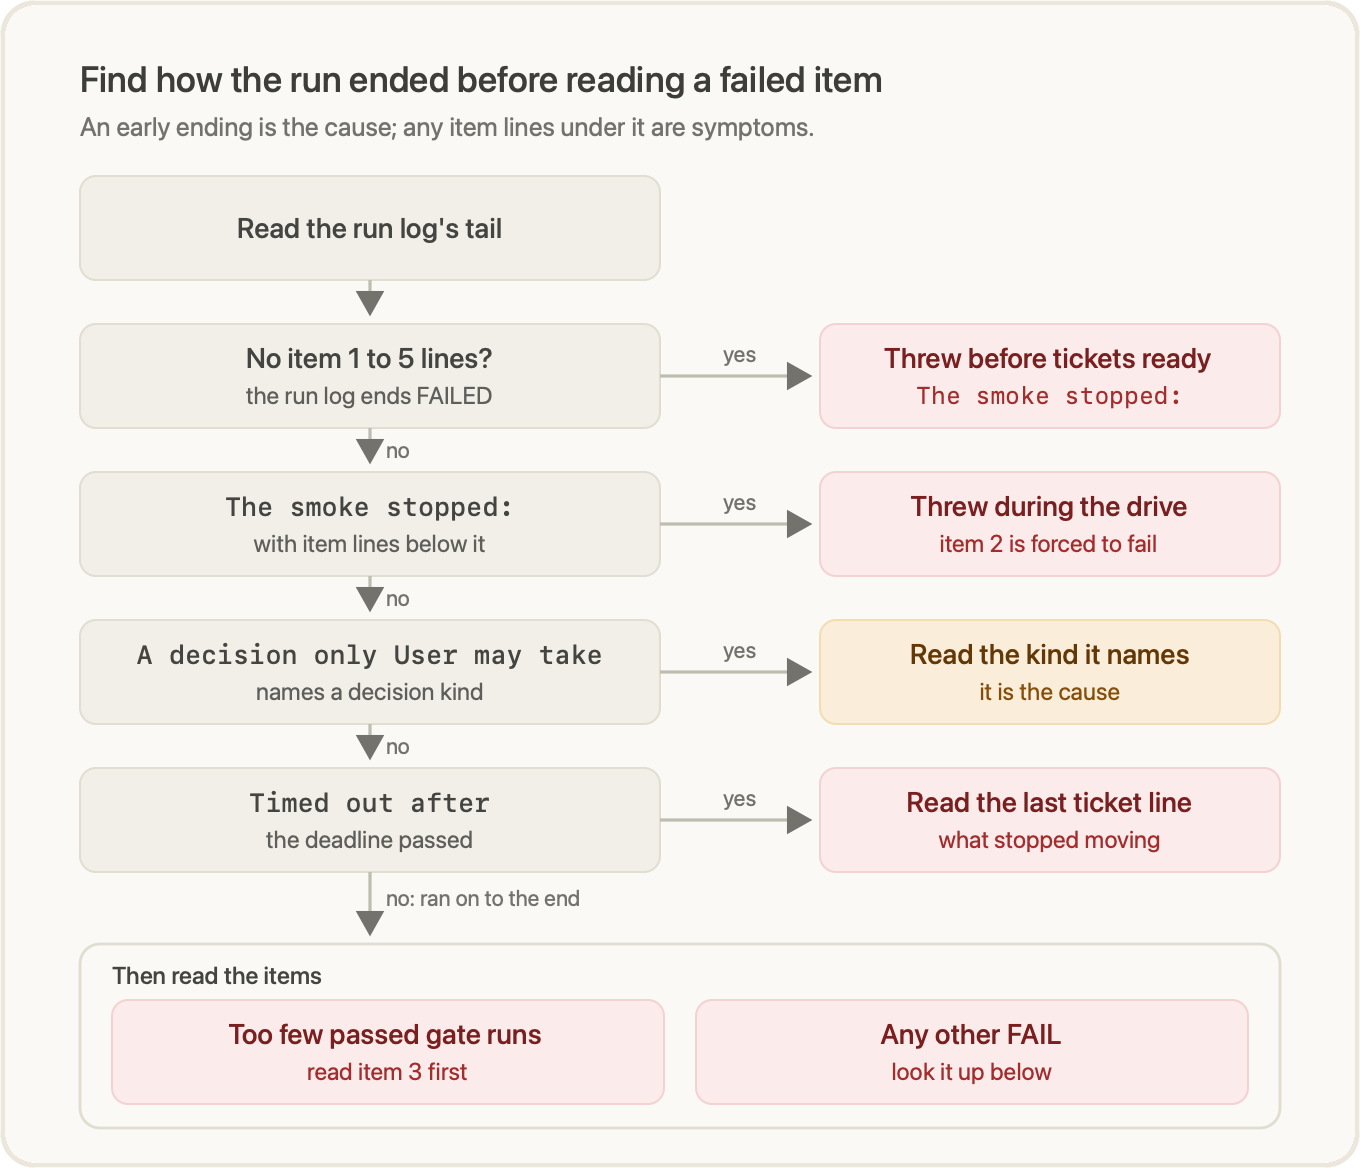 Find how the run ended before reading a failed item
An early ending is the cause; any item lines under it are symptoms.
Read the run log's tail
No item 1 to 5 lines?
the run log ends FAILED
yes
Threw before tickets ready
The smoke stopped:
no
The smoke stopped:
with item lines below it
yes
Threw during the drive
item 2 is forced to fail
no
A decision only User may take
names a decision kind
yes
Read the kind it names
it is the cause
no
Timed out after
the deadline passed
yes
Read the last ticket line
what stopped moving
no: ran on to the end
Then read the items
Too few passed gate runs
read item 3 first
Any other FAIL
look it up below